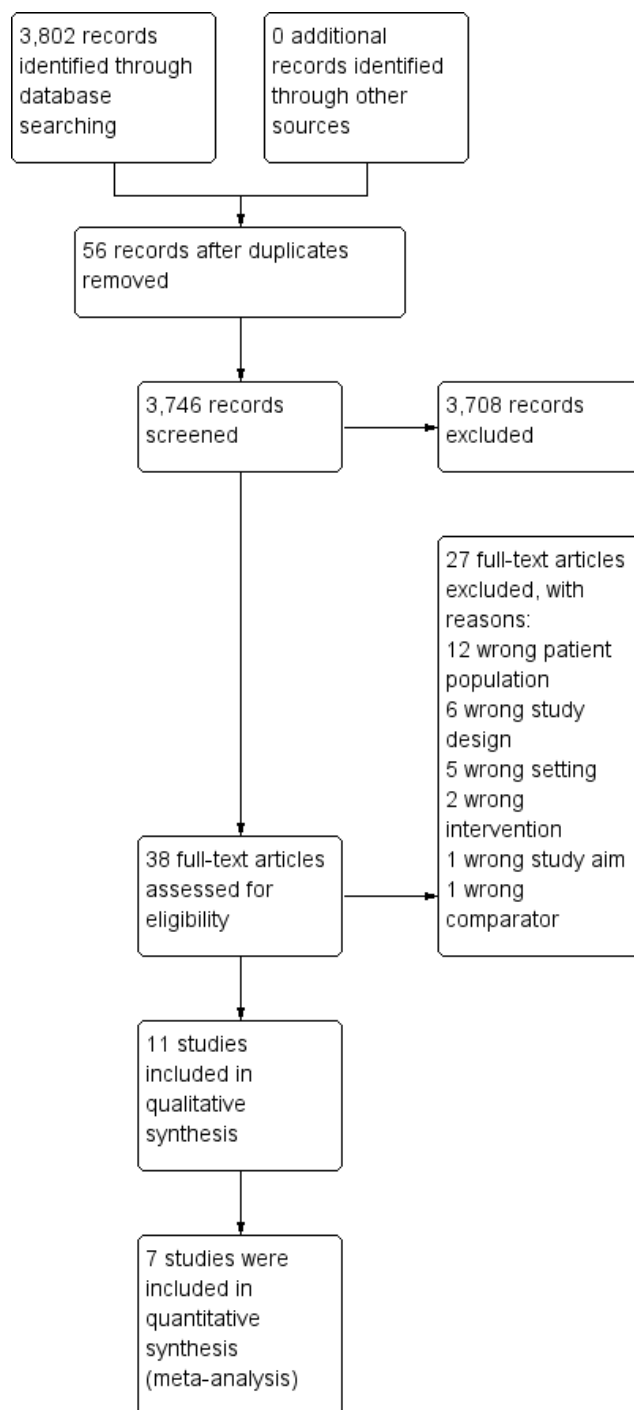 3,802 records
identified through
database
searching
0 additional
records identified
through other
sources
56 records after duplicates
removed
3,746 records
screened
3,708 records
excluded
27 full-text articles
excluded, with
reasons:
12 wrong patient
population
6 wrong study
design
5 wrong setting
2 wrong
intervention
1 wrong study aim
1 wrong
comparator
38 full-text articles
assessed for
eligibility
11 studies
included in
qualitative
synthesis
7 studies were
included in
quantitative
synthesis
(meta-analysis)